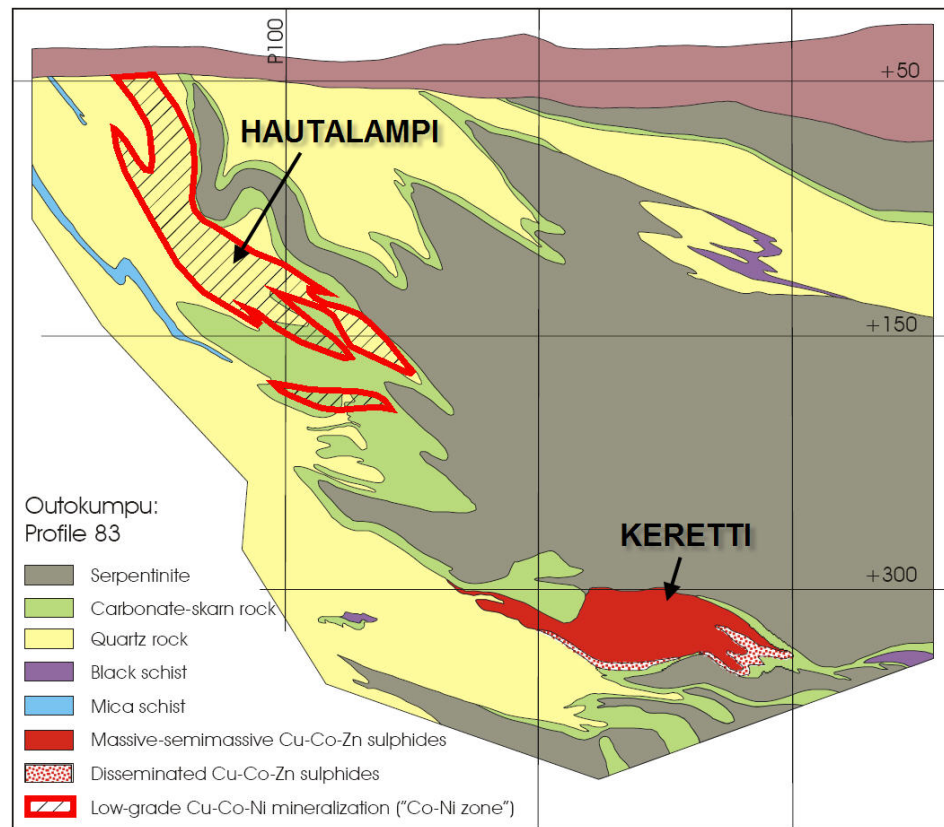 P100
+50
HAUTALAMPI
+150
KERETTI
+300
Outokumpu:
Profile 83
Serpentinite
Carbonate-skarn rock
Quartz rock
Black schist
Mica schist
Massive-semimassive Cu-Co-Zn sulphides
Disseminated Cu-Co-Zn sulphides
Low-grade Cu-Co-Ni mineralization ("Co-Ni zone")